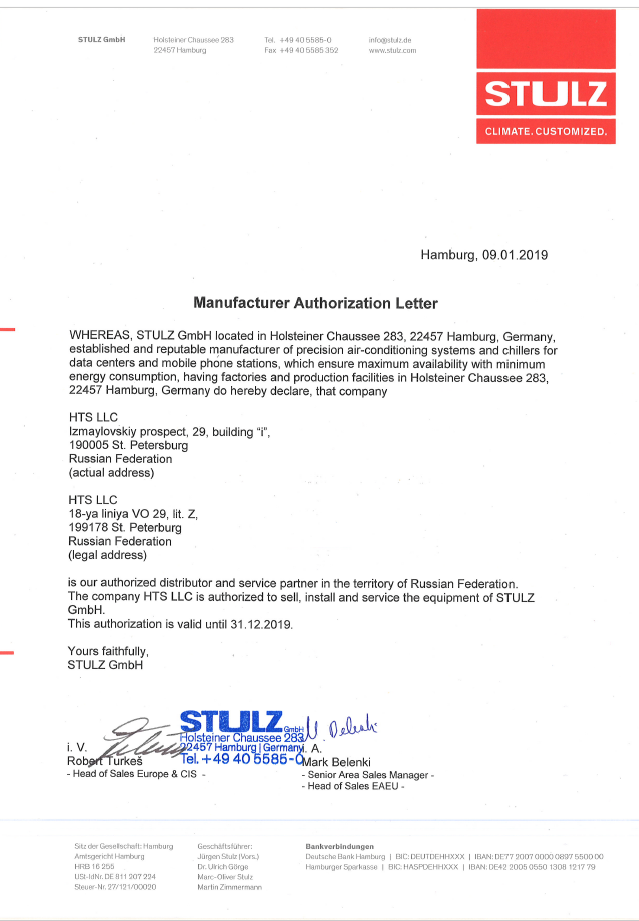 STULZ GmbH Holsteiner Chaussee 283 Tel. +49 40 5585-0 info@stulz.de
22457 Hamburg Fax +49 40 5585 352 www.stulz.com
STULZ
CLIMATE. CUSTOMIZED.
Hamburg, 09.01.2019
Manufacturer Authorization Letter
WHEREAS, STULZ GmbH located in Holsteiner Chaussee 283, 22457 Hamburg, Germany,
established and reputable manufacturer of precision air-conditioning systems and chillers for
data centers and mobile phone stations, which ensure maximum availability with minimum
energy consumption, having factories and production facilities in Holsteiner Chaussee 283,
22457 Hamburg, Germany do hereby declare, that company
HTS LLC
Izmaylovskiy prospect, 29, building “i”,
190005 St. Petersburg
Russian Federation
(actual address)
HTS LLC
18-ya liniya VO 29, lit. Z,
199178 St. Peterburg
Russian Federation
(legal address)
is our authorized distributor and service partner in the territory of Russian Federation.
The company HTS LLC is authorized to sell, install and service the equipment of STULZ
GmbH.
This authorization is valid until 31.12.2019.
Yours faithfully,
STULZ GmbH
STULZ GmbH
Holsteiner Chaussee 283
22457 Hamburg | Germany
Tel. +49 40 5585-0
i. V.
Robert Turkeš
- Head of Sales Europe & CIS -
i. A.
Mark Belenki
- Senior Area Sales Manager -
- Head of Sales EAEU -
Sitz der Gesellschaft: Hamburg
Amtsgericht Hamburg
HRB 16 255
USt-IdNr. DE 811 207 224
Steuer-Nr. 27/121/00020
Geschäftsführer:
Jürgen Stulz (Vors.)
Dr. Ulrich Görge
Marc-Oliver Stulz
Martin Zimmermann
Bankverbindungen
Deutsche Bank Hamburg | BIC: DEUTDEHHXXX | IBAN: DE77 2007 0000 0897 5500 00
Hamburger Sparkasse | BIC: HASPDEHHXXX | IBAN: DE42 2005 0550 1308 1217 79